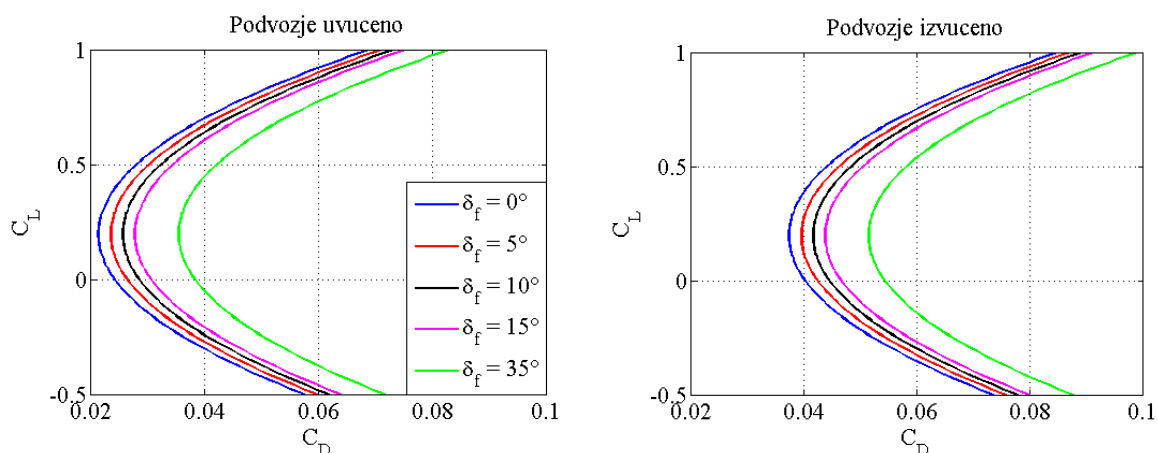 Podvozje uvuceno
1
0.5
0
-0.5
0.02
0.04
0.06
0.08
0.1
C_L
C_D
δ_f = 0°
δ_f = 5°
δ_f = 10°
δ_f = 15°
δ_f = 35°
Podvozje izvuceno
1
0.5
0
-0.5
0.02
0.04
0.06
0.08
0.1
C_L
C_D